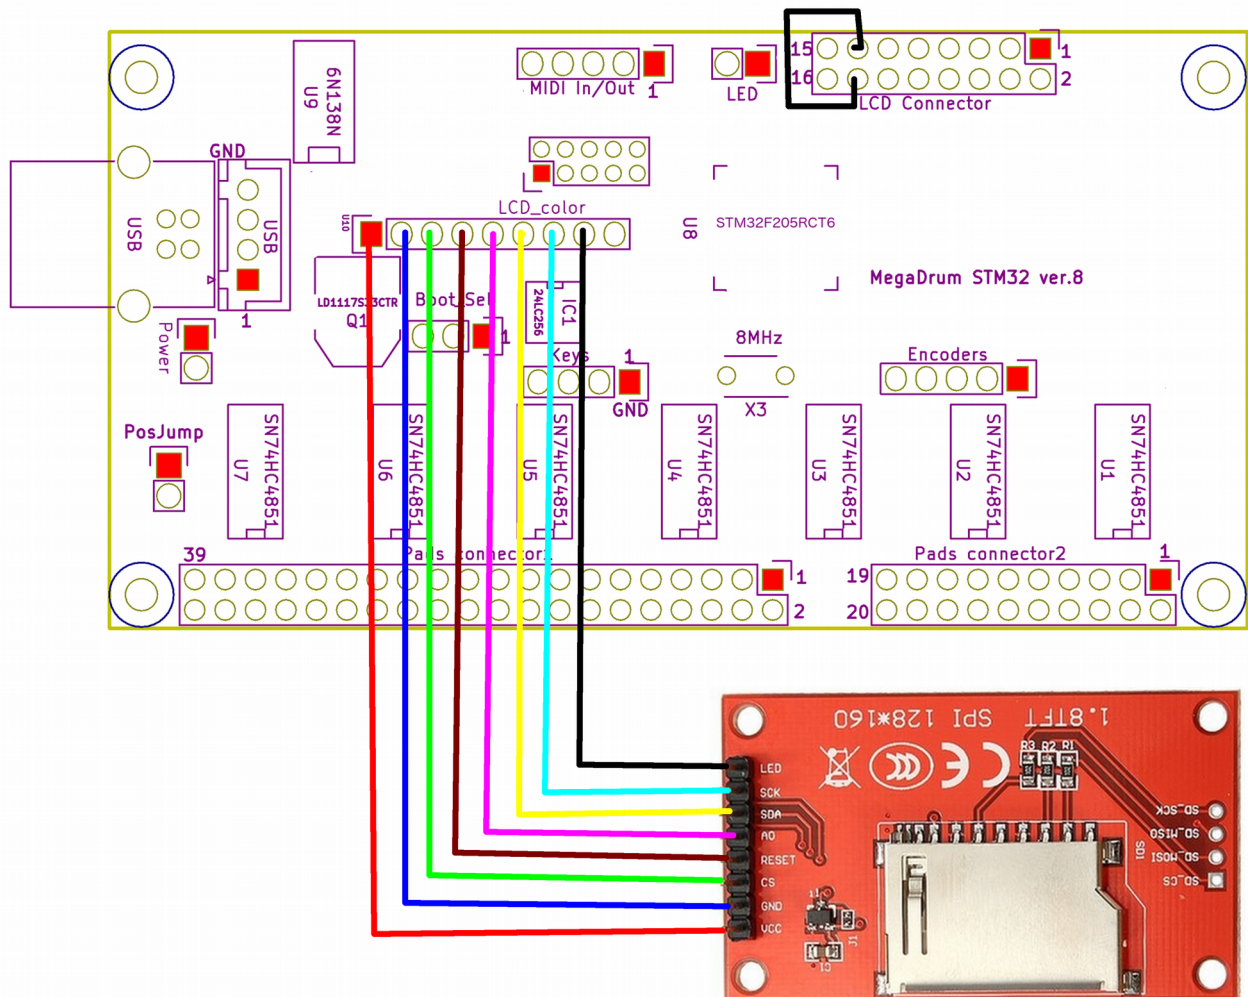 15
1
16
2
LCD Connector
MIDI In/Out
1
LED
6N138N
U9
GND
USB
USB
1
LCD_color
U10
U8
STM32F205RCT6
MegaDrum STM32 ver.8
LD1117S33CTR
Q1
Boot_Sel
1
24LC256
IC1
Power
Keys
1
GND
8MHz
X3
Encoders
PosJump
U7
SN74HC4851
U6
SN74HC4851
U5
SN74HC4851
U4
SN74HC4851
U3
SN74HC4851
U2
SN74HC4851
U1
SN74HC4851
39
Pads connector1
1
2
Pads connector2
1
19
20
1.8TFT SPI 128*160
R3 R2 R1
LED
SCK
SDA
A0
RESET
CS
GND
VCC
SD_SCK
SD_MISO
SD_MOSI
SD_CS
SD1
J1
C1
CE